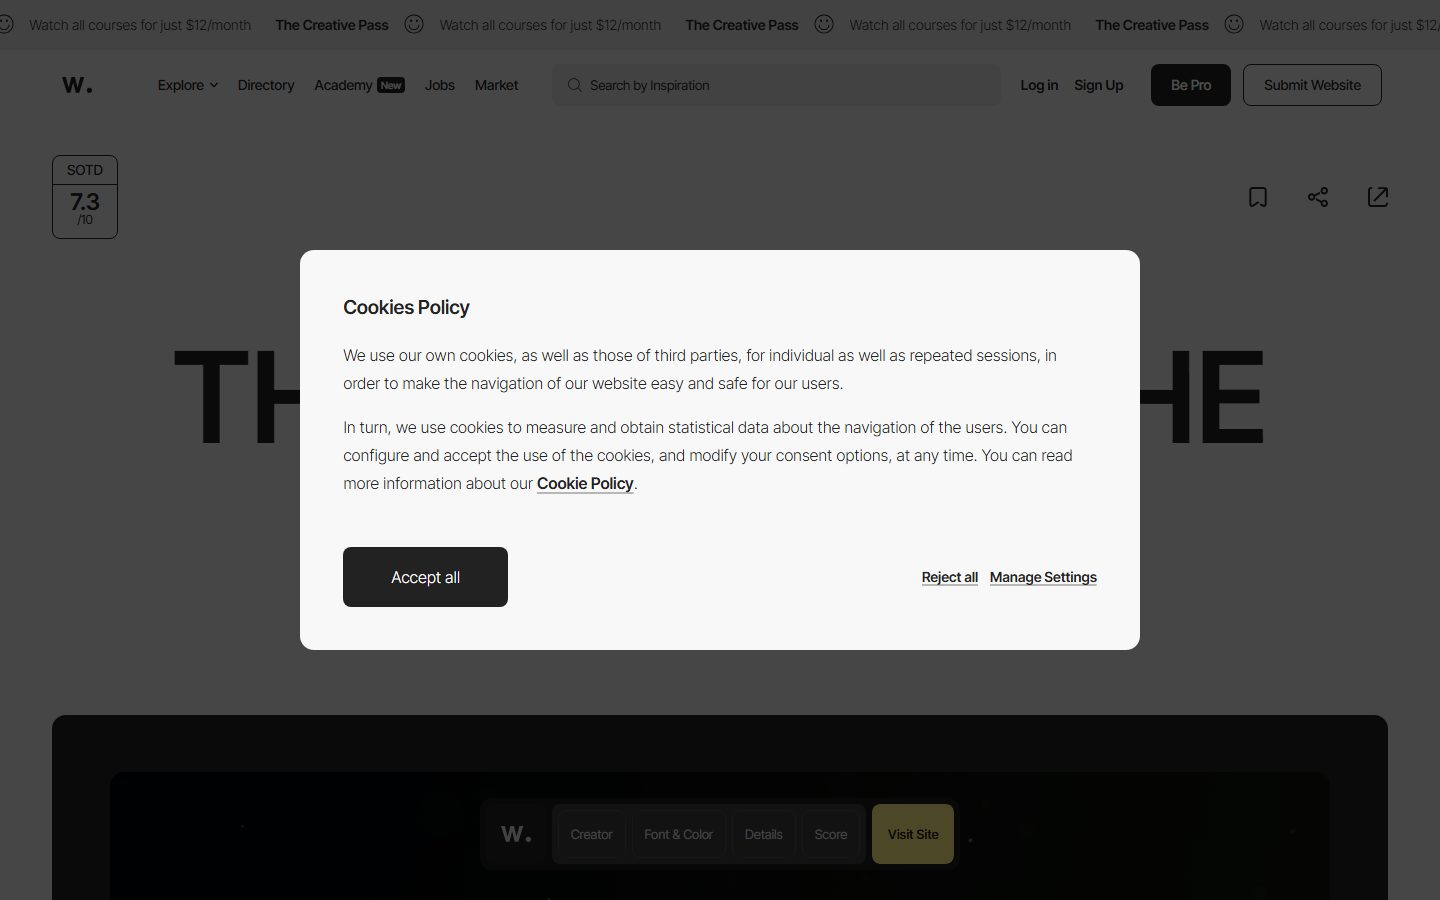 Watch all courses for just $12/month The Creative Pass Watch all courses for just $12/month The Creative Pass Watch all courses for just $12/month The Creative Pass Watch all courses for just $12/
W. Explore Directory Academy New Jobs Market Search by Inspiration Log in Sign Up Be Pro Submit Website
SOTD
7.3
/10
TH HE
Cookies Policy
We use our own cookies, as well as those of third parties, for individual as well as repeated sessions, in
order to make the navigation of our website easy and safe for our users.
In turn, we use cookies to measure and obtain statistical data about the navigation of the users. You can
configure and accept the use of the cookies, and modify your consent options, at any time. You can read
more information about our Cookie Policy.
Accept all Reject all Manage Settings
W. Creator Font & Color Details Score Visit Site